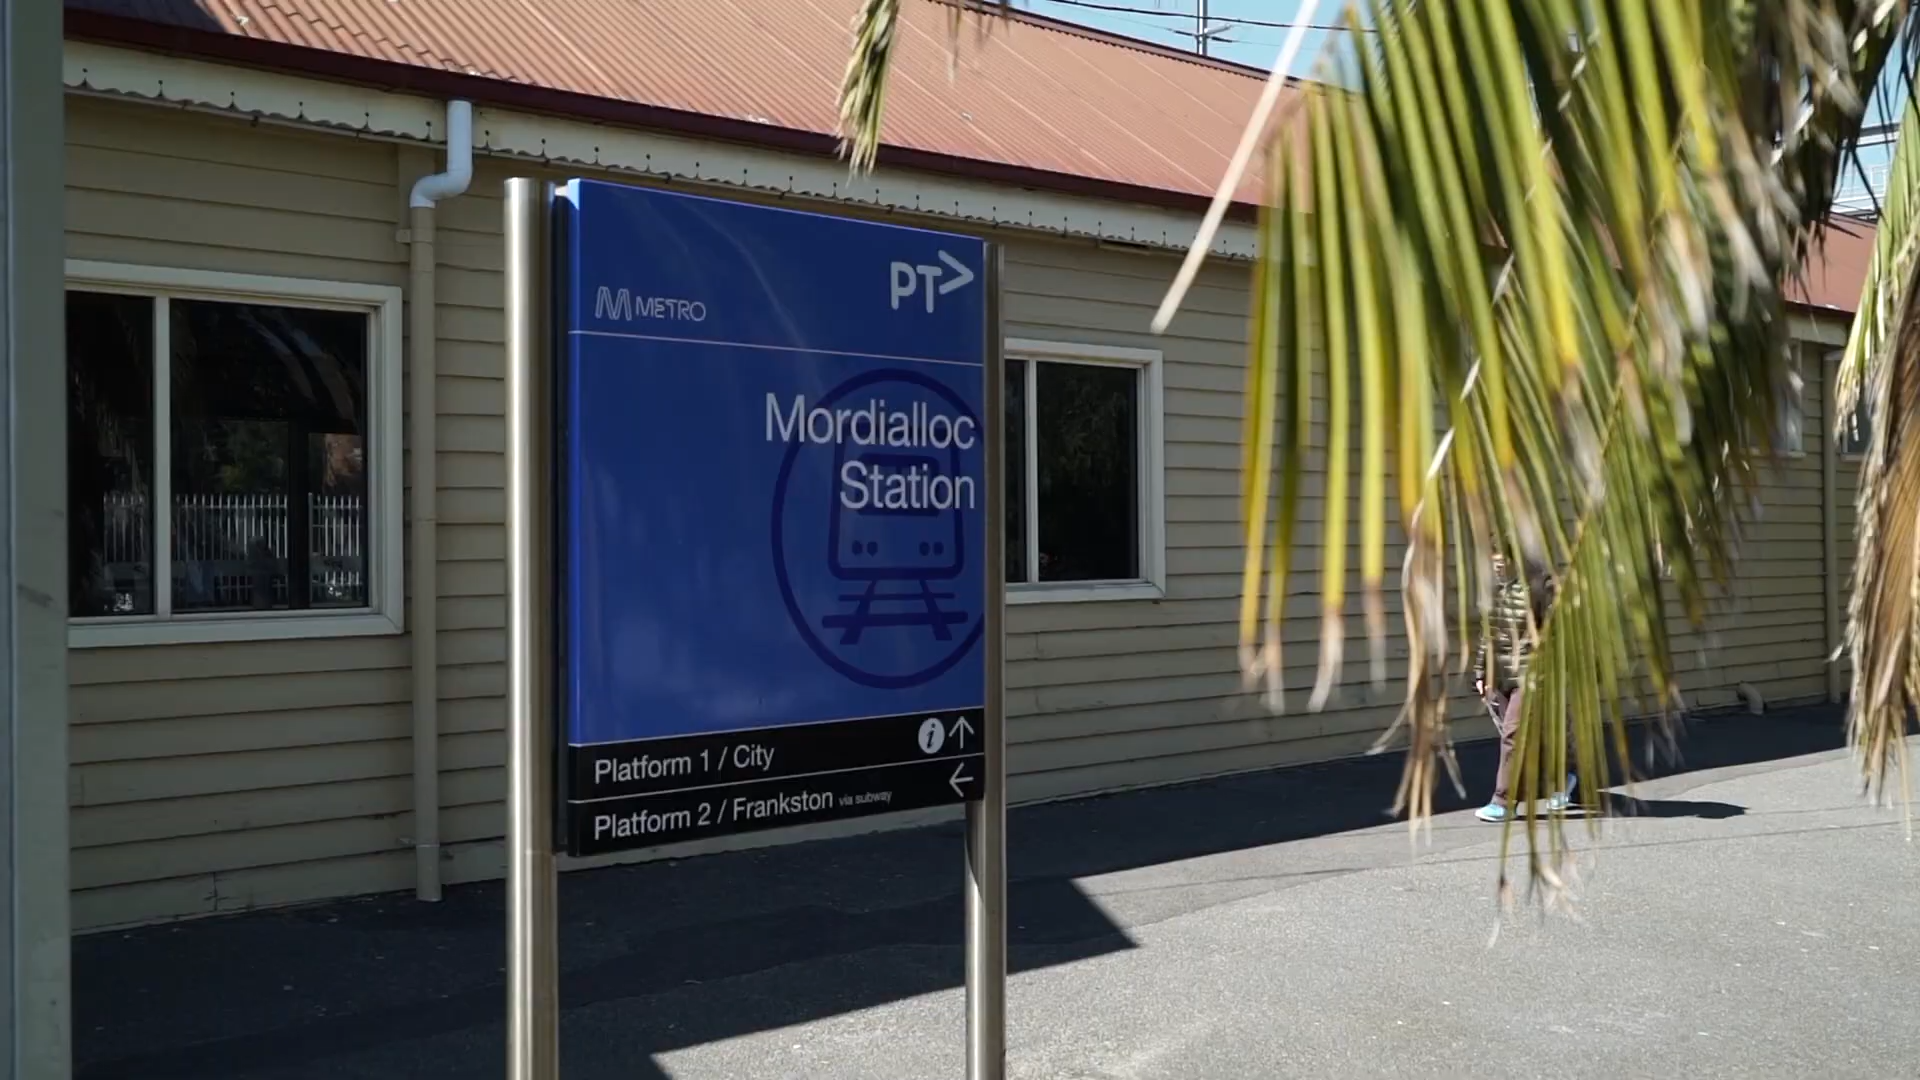 PT>
METRO
Mordialloc
Station
Platform 1 / City
Platform 2 / Frankston via subway